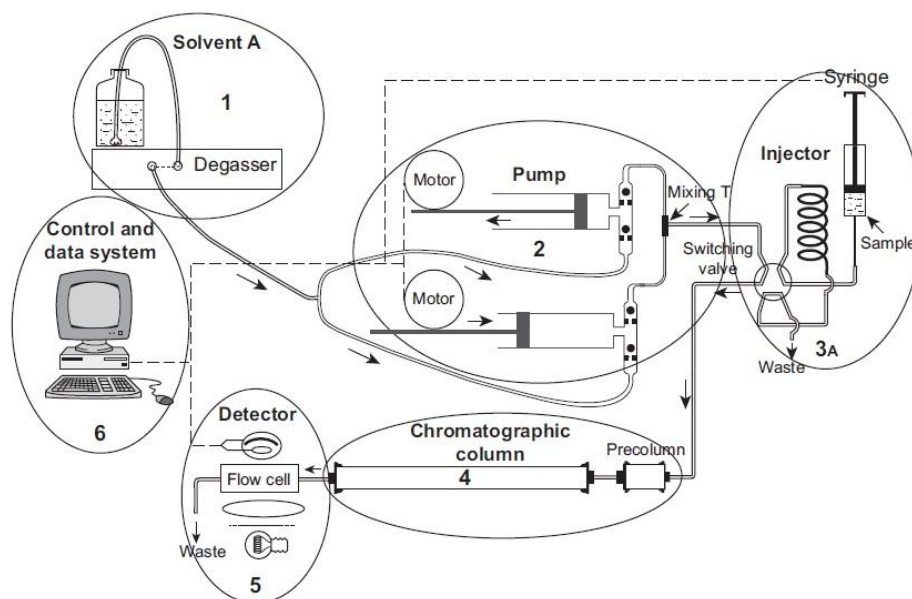 Solvent A
1
Degasser
Control and
data system
6
Motor
Pump
2
Motor
Mixing T
Switching
valve
Syringe
Injector
Sample
3A
Waste
Detector
Flow cell
Waste
5
Chromatographic
column
4
Precolumn